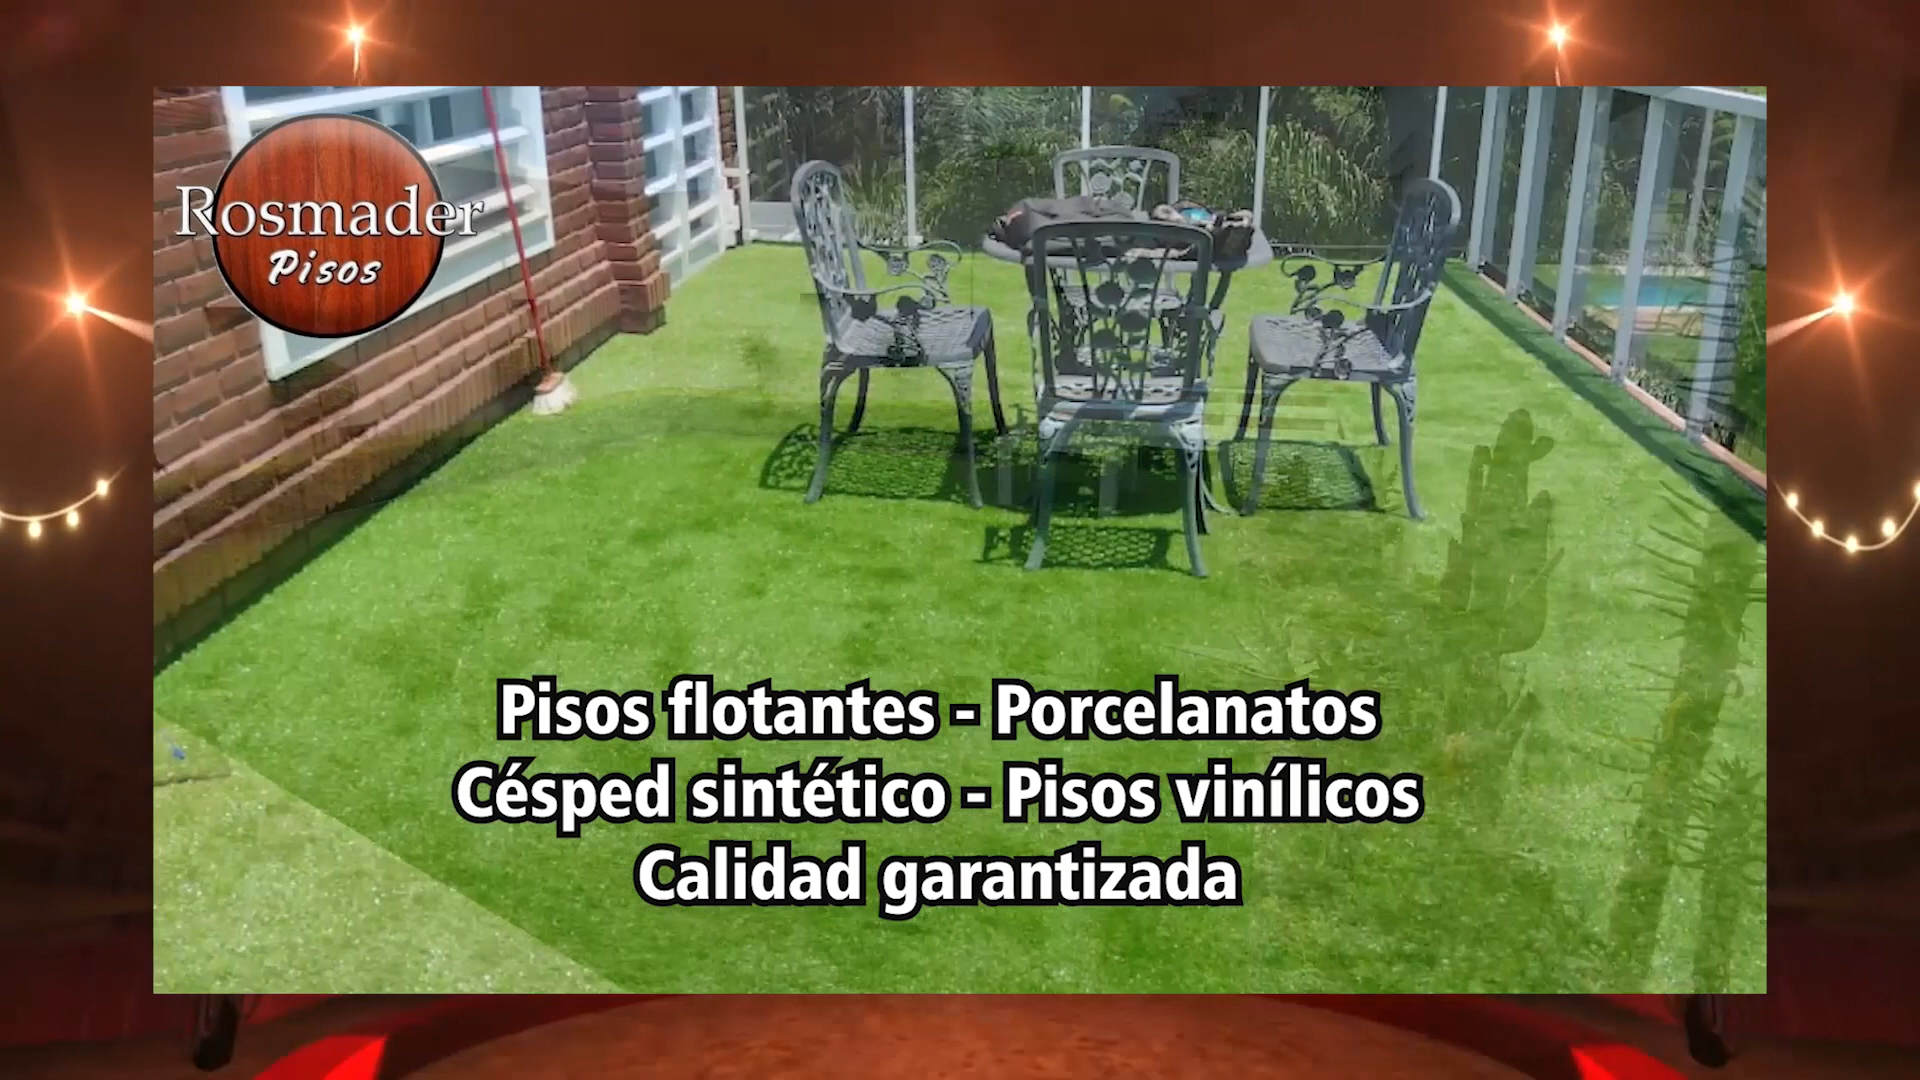 Rosmader
Pisos
Pisos flotantes - Porcelanatos
Césped sintético - Pisos vinílicos
Calidad garantizada